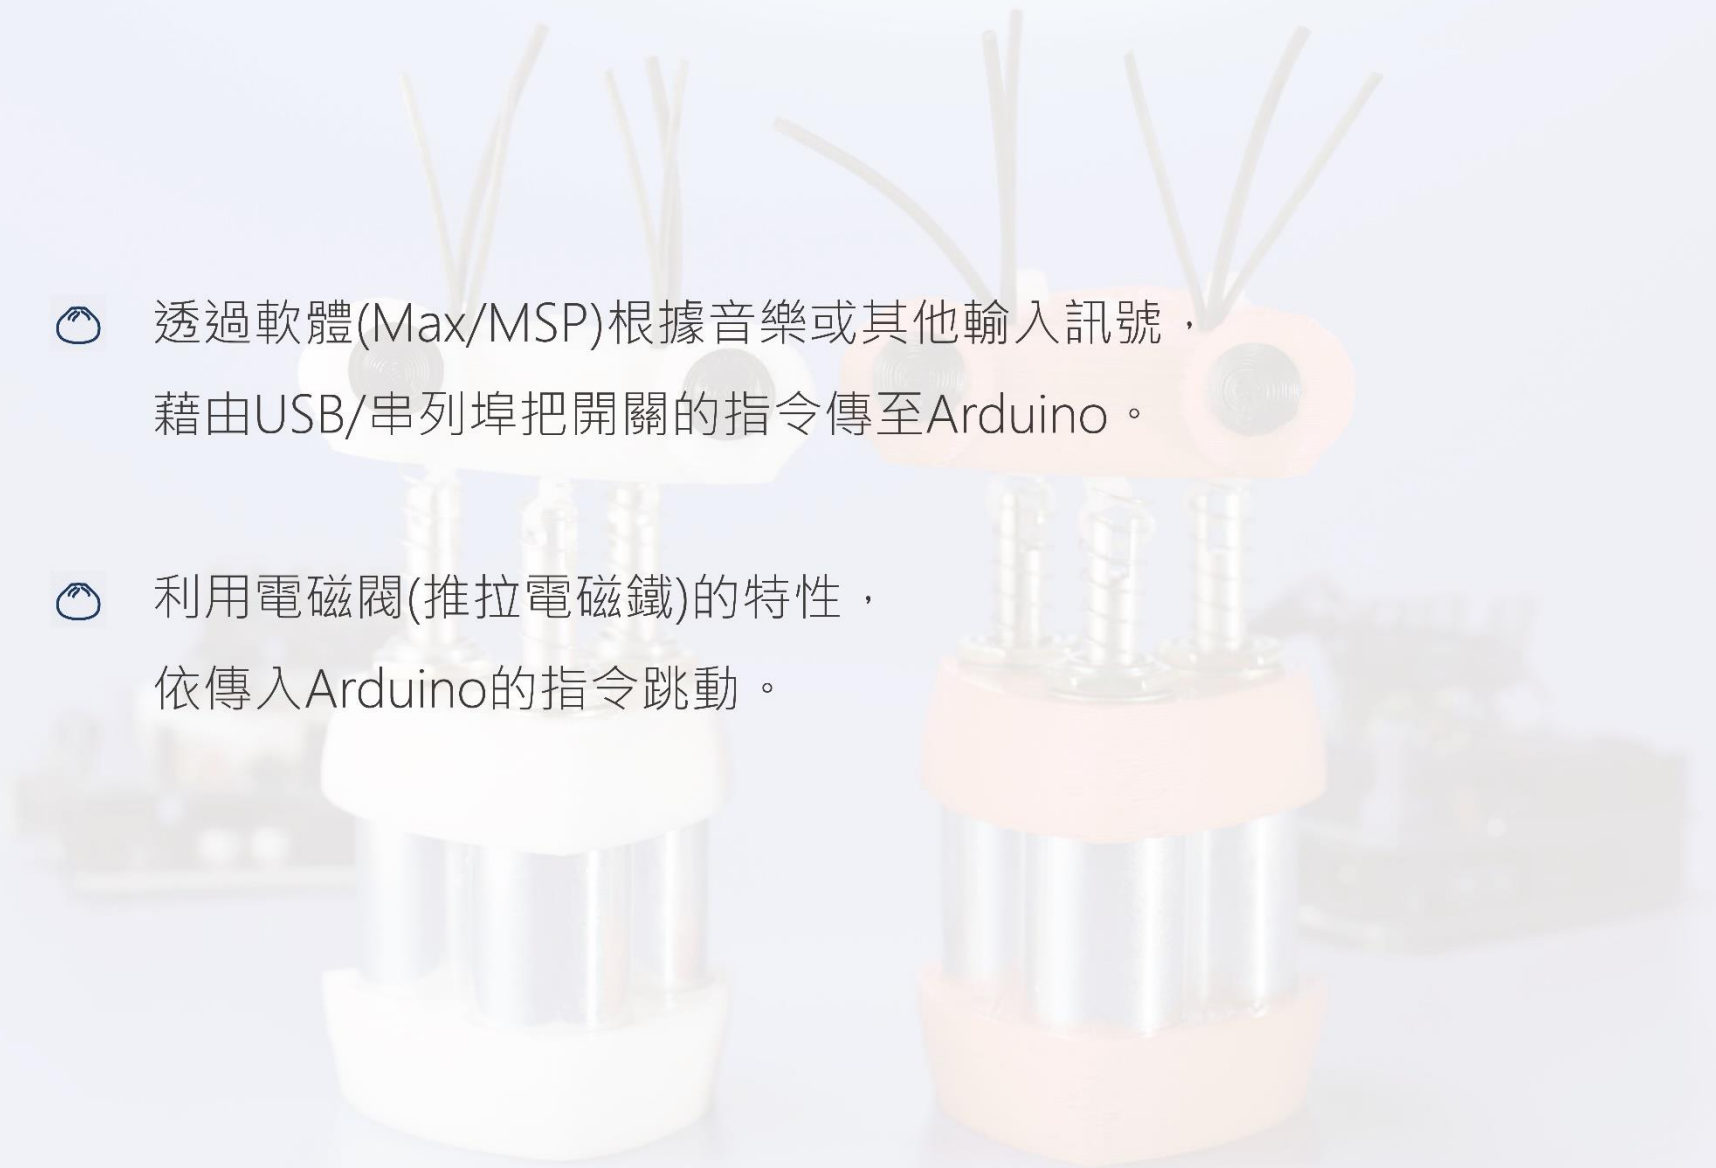 透過軟體(Max/MSP)根據音樂或其他輸入訊號，
藉由USB/串列埠把開關的指令傳至Arduino。
利用電磁閥(推拉電磁鐵)的特性，
依傳入Arduino的指令跳動。